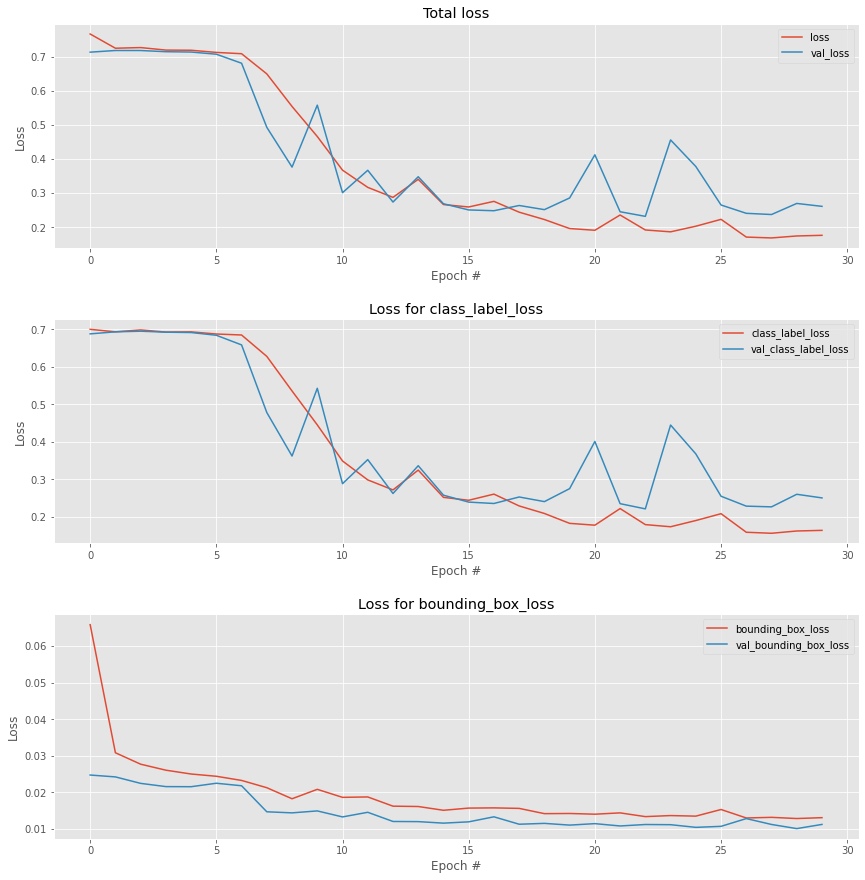 Total loss
loss
val_loss
0.7
0.6
0.5
0.4
0.3
0.2
Loss
0 5 10 15 20 25 30
Epoch #
Loss for class_label_loss
class_label_loss
val_class_label_loss
0.7
0.6
0.5
0.4
0.3
0.2
Loss
0 5 10 15 20 25 30
Epoch #
Loss for bounding_box_loss
bounding_box_loss
val_bounding_box_loss
0.06
0.05
0.04
0.03
0.02
0.01
Loss
0 5 10 15 20 25 30
Epoch #